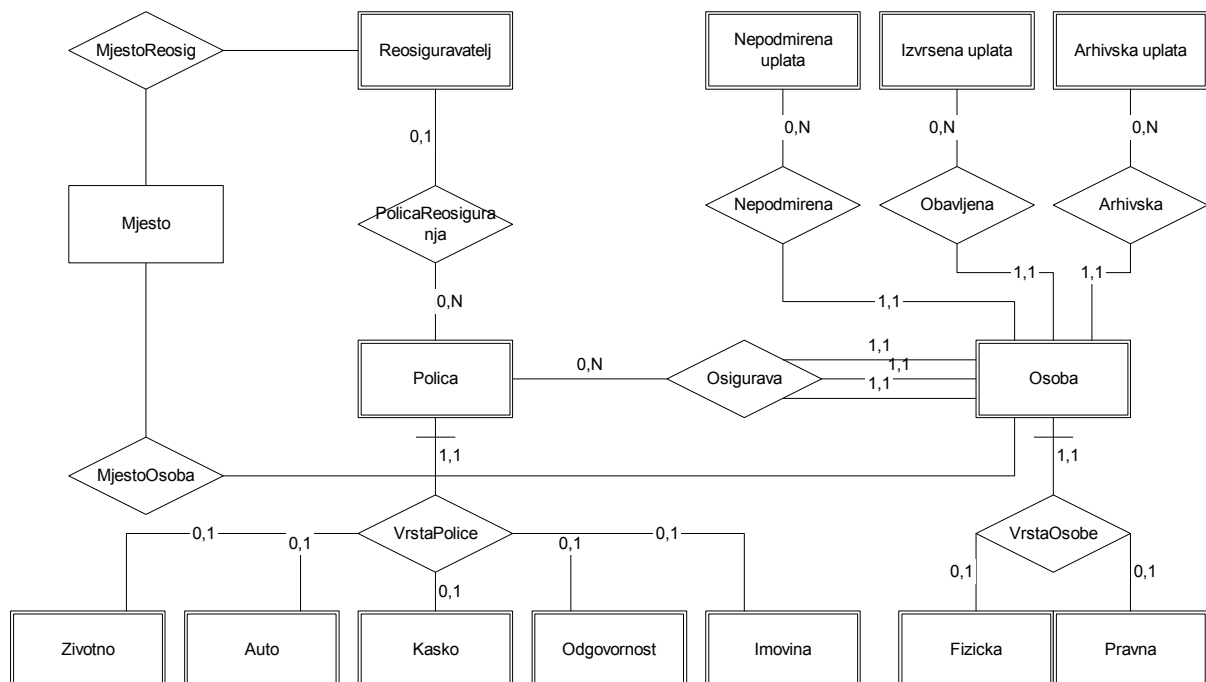 MjestoReosig
Reosiguravatelj
Nepodmirena
uplata
Izvrsena uplata
Arhivska uplata
0,1
0,N
0,N
0,N
Mjesto
PolicaReosigura
nja
Nepodmirena
Obavljena
Arhivska
1,1
1,1
1,1
0,N
Polica
0,N
Osigurava
1,1
1,1
1,1
Osoba
MjestoOsoba
1,1
1,1
VrstaPolice
VrstaOsobe
0,1
0,1
0,1
0,1
0,1
0,1
0,1
Zivotno
Auto
Kasko
Odgovornost
Imovina
Fizicka
Pravna